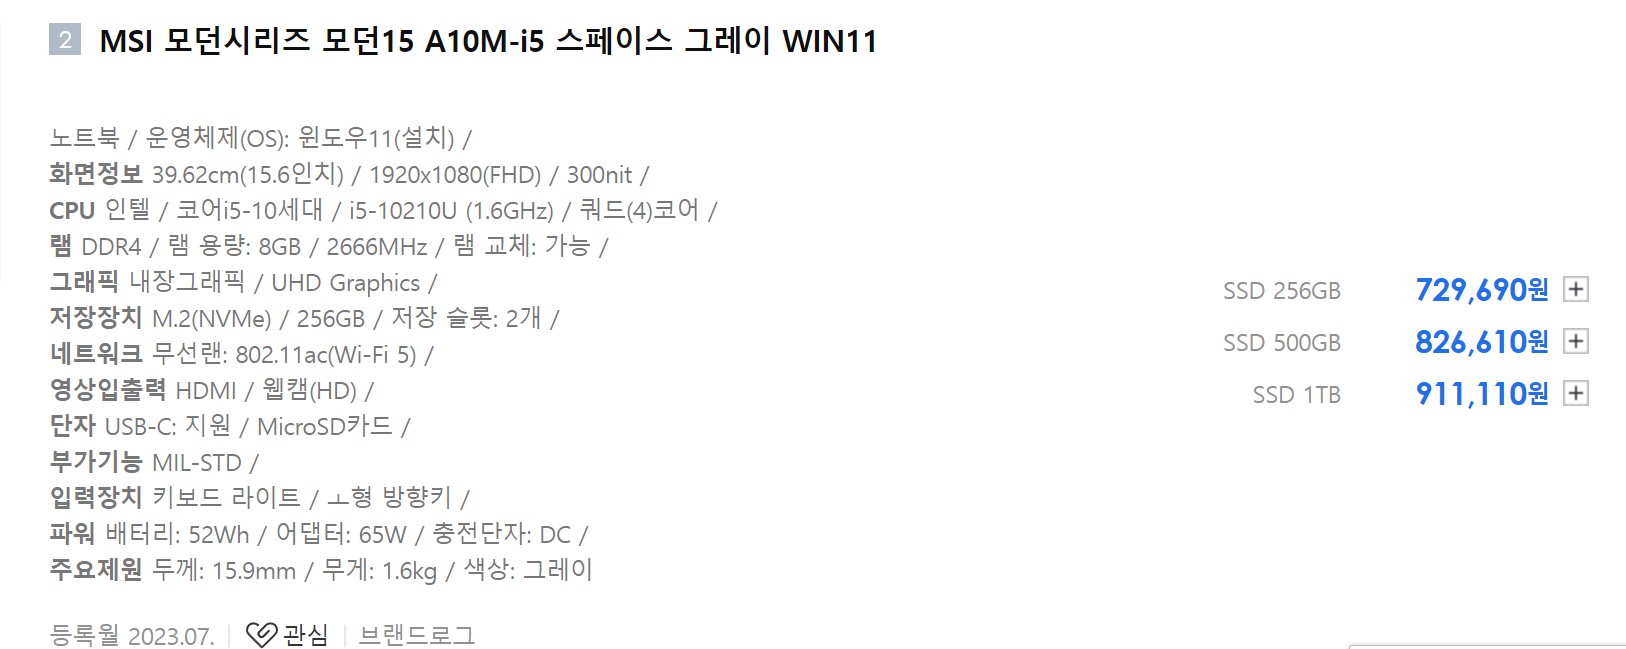 2 MSI 모던시리즈 모던15 A10M-i5 스페이스 그레이 WIN11
노트북 / 운영체제(OS): 윈도우11(설치) /
화면정보 39.62cm(15.6인치) / 1920x1080(FHD) / 300nit /
CPU 인텔 / 코어i5-10세대 / i5-10210U (1.6GHz) / 쿼드(4)코어 /
램 DDR4 / 램 용량: 8GB / 2666MHz / 램 교체: 가능 /
그래픽 내장그래픽 / UHD Graphics /
저장장치 M.2(NVMe) / 256GB / 저장 슬롯: 2개 /
네트워크 무선랜: 802.11ac(Wi-Fi 5) /
영상입출력 HDMI / 웹캠(HD) /
단자 USB-C: 지원 / MicroSD카드 /
부가기능 MIL-STD /
입력장치 키보드 라이트 / ㅗ형 방향키 /
파워 배터리: 52Wh / 어댑터: 65W / 충전단자: DC /
주요제원 두께: 15.9mm / 무게: 1.6kg / 색상: 그레이
SSD 256GB 729,690원 +
SSD 500GB 826,610원 +
SSD 1TB 911,110원 +
등록월 2023.07. 관심 브랜드로그